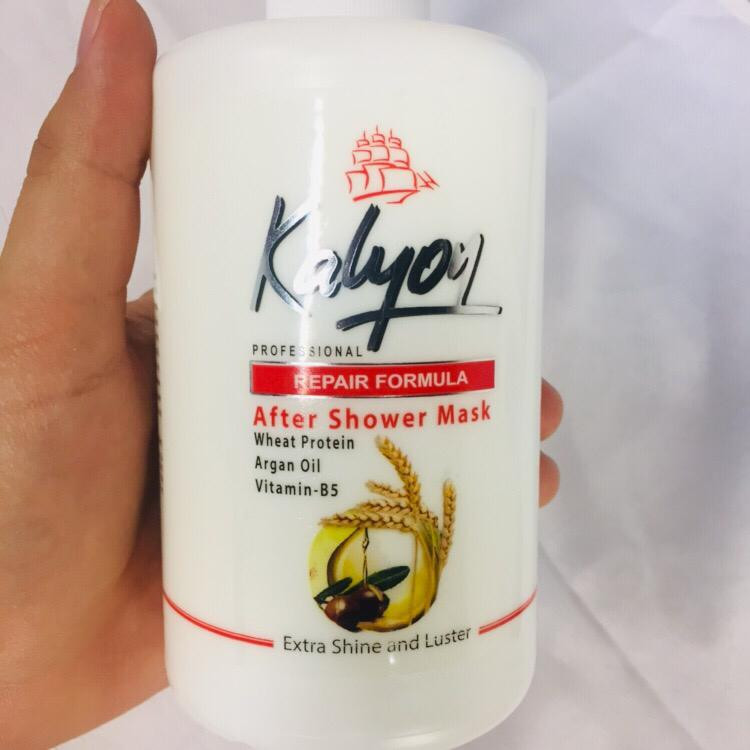 Kalyon
PROFESSIONAL
REPAIR FORMULA
After Shower Mask
Wheat Protein
Argan Oil
Vitamin-B5
Extra Shine and Luster